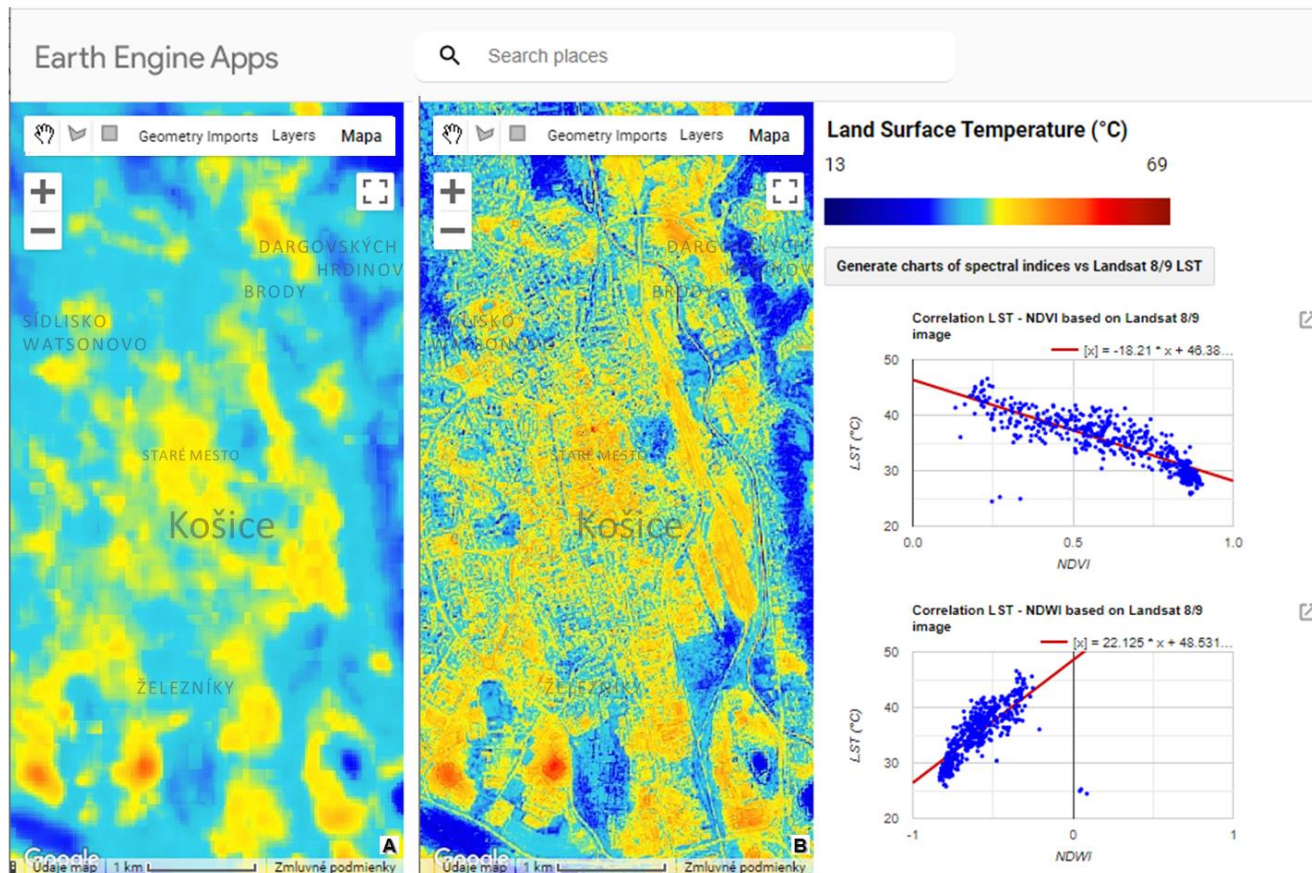 Earth Engine Apps
Search places
Geometry Imports Layers Mapa
DARGOVSKÝCH
HRDINOV
BRODY
SÍDLISKO
WATSONOVO
STARÉ MESTO
Košice
ŽELEZNÍKY
A
Google
Údaje máp 1 km Zmluvné podmienky
Geometry Imports Layers Mapa
DARGOVSKÝCH
HRDINOV
BRODY
SÍDLISKO
WATSONOVO
STARÉ MESTO
Košice
ŽELEZNÍKY
B
Google
Údaje máp 1 km Zmluvné podmienky
Land Surface Temperature (°C)
13 69
Generate charts of spectral indices vs Landsat 8/9 LST
Correlation LST - NDVI based on Landsat 8/9
image
[x] = -18.21 * x + 46.38...
50
40
30
20
LST (°C)
0.0 0.5 1.0
NDVI
Correlation LST - NDWI based on Landsat 8/9
image
[x] = 22.125 * x + 48.531...
50
40
30
20
LST (°C)
-1 0 1
NDWI